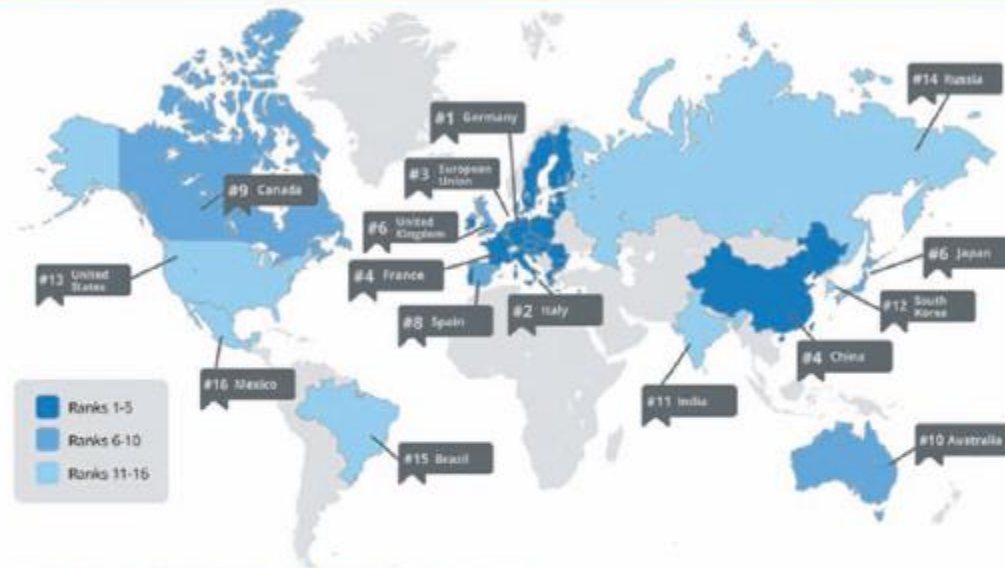 #14 Russia
#1 Germany
#3 European
Union
#9 Canada
#6 United
Kingdom
#6 Japan
#13 United
States
#4 France
#12 South
Korea
#8 Spain
#2 Italy
#4 China
#16 Mexico
#11 India
Ranks 1-5
Ranks 6-10
Ranks 11-16
#15 Brazil
#10 Australia